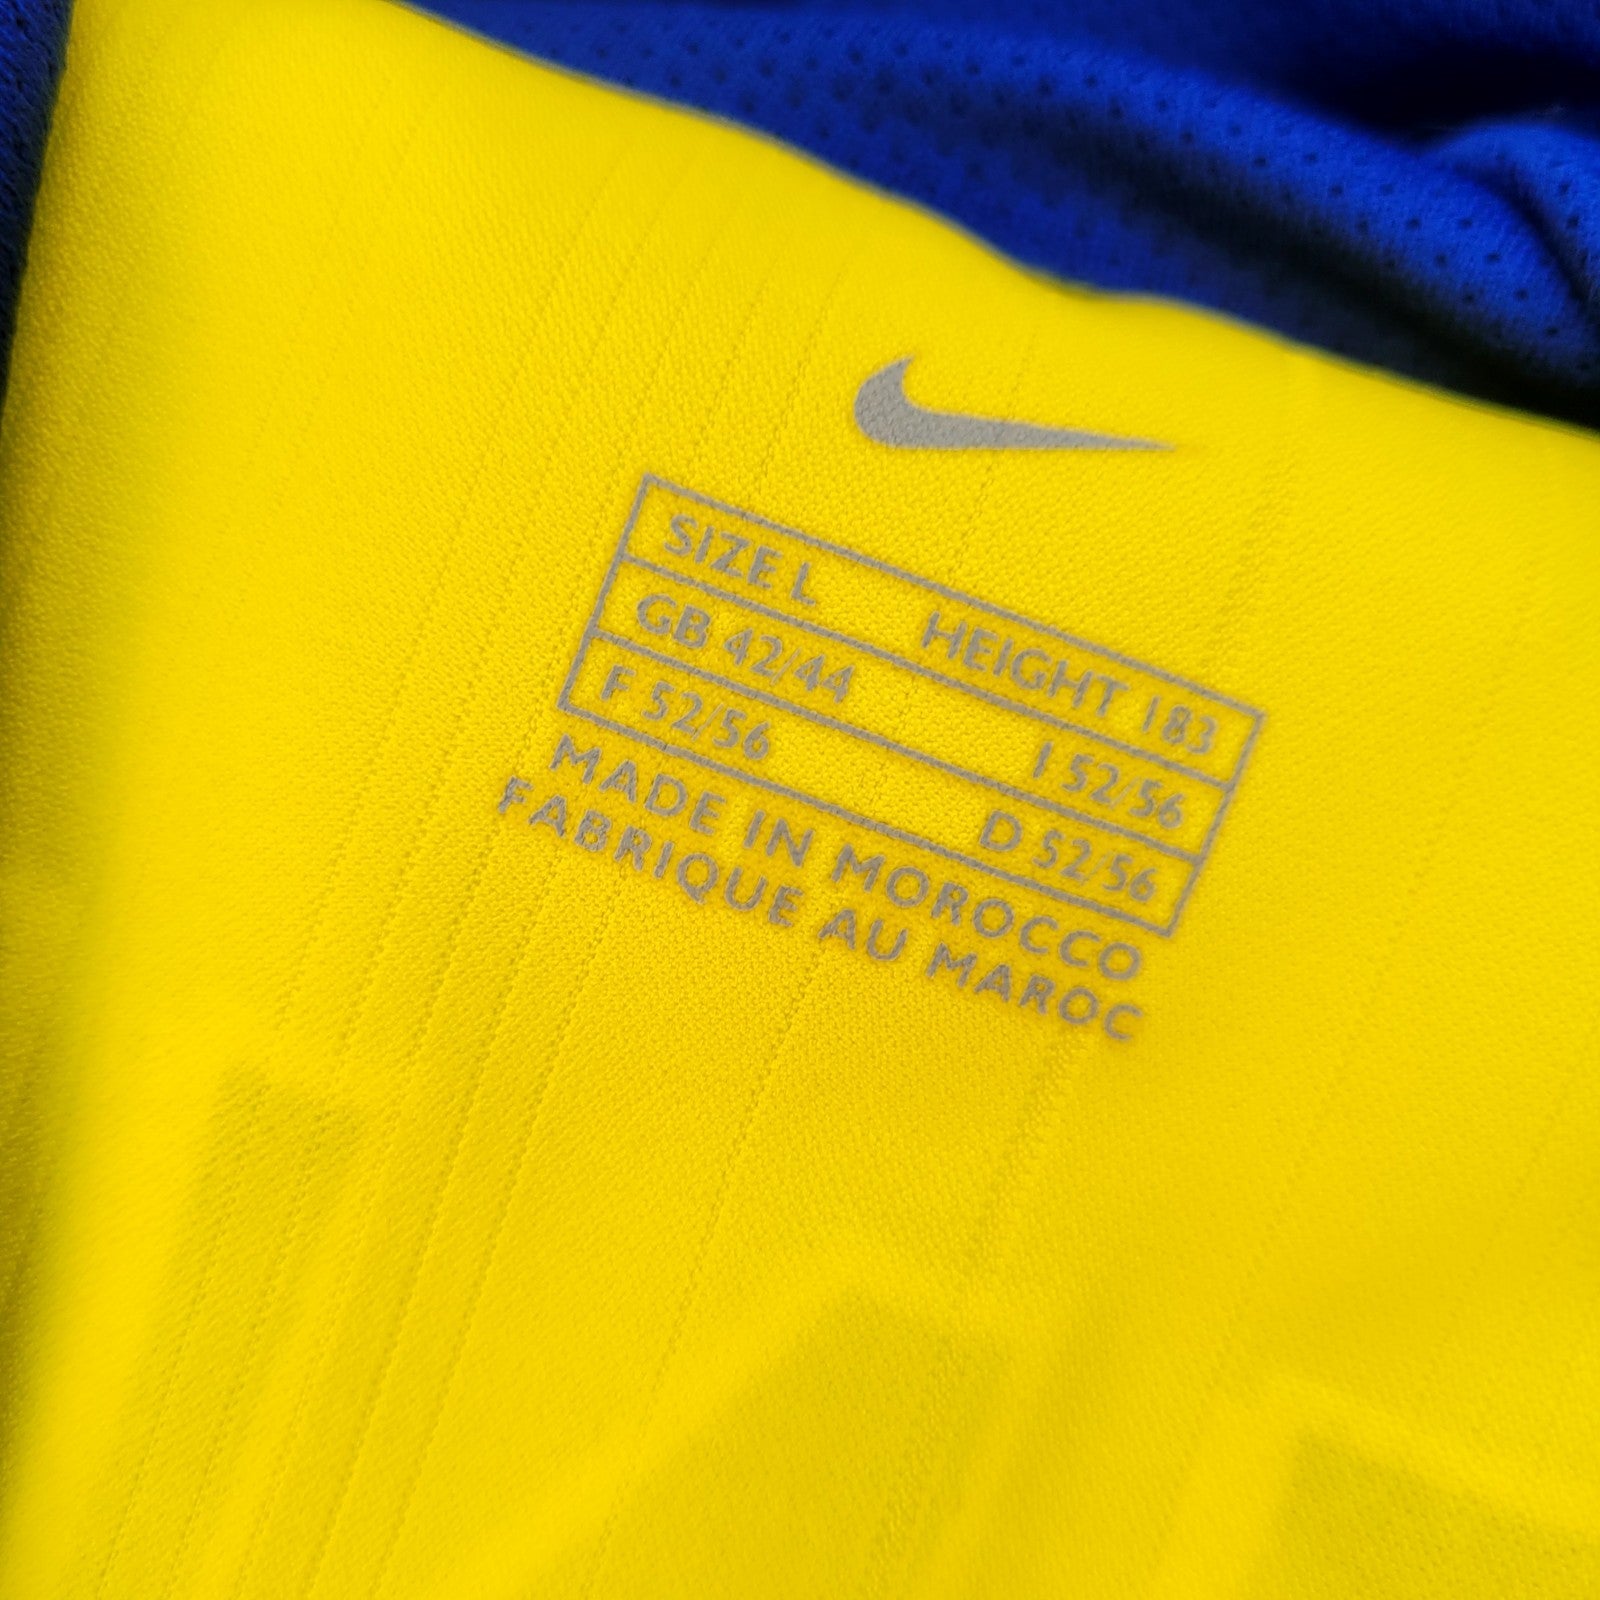 SIZE L HEIGHT 183
GB 42/44 I 52/56
F 52/56 D 52/56
MADE IN MOROCCO
FABRIQUE AU MAROC